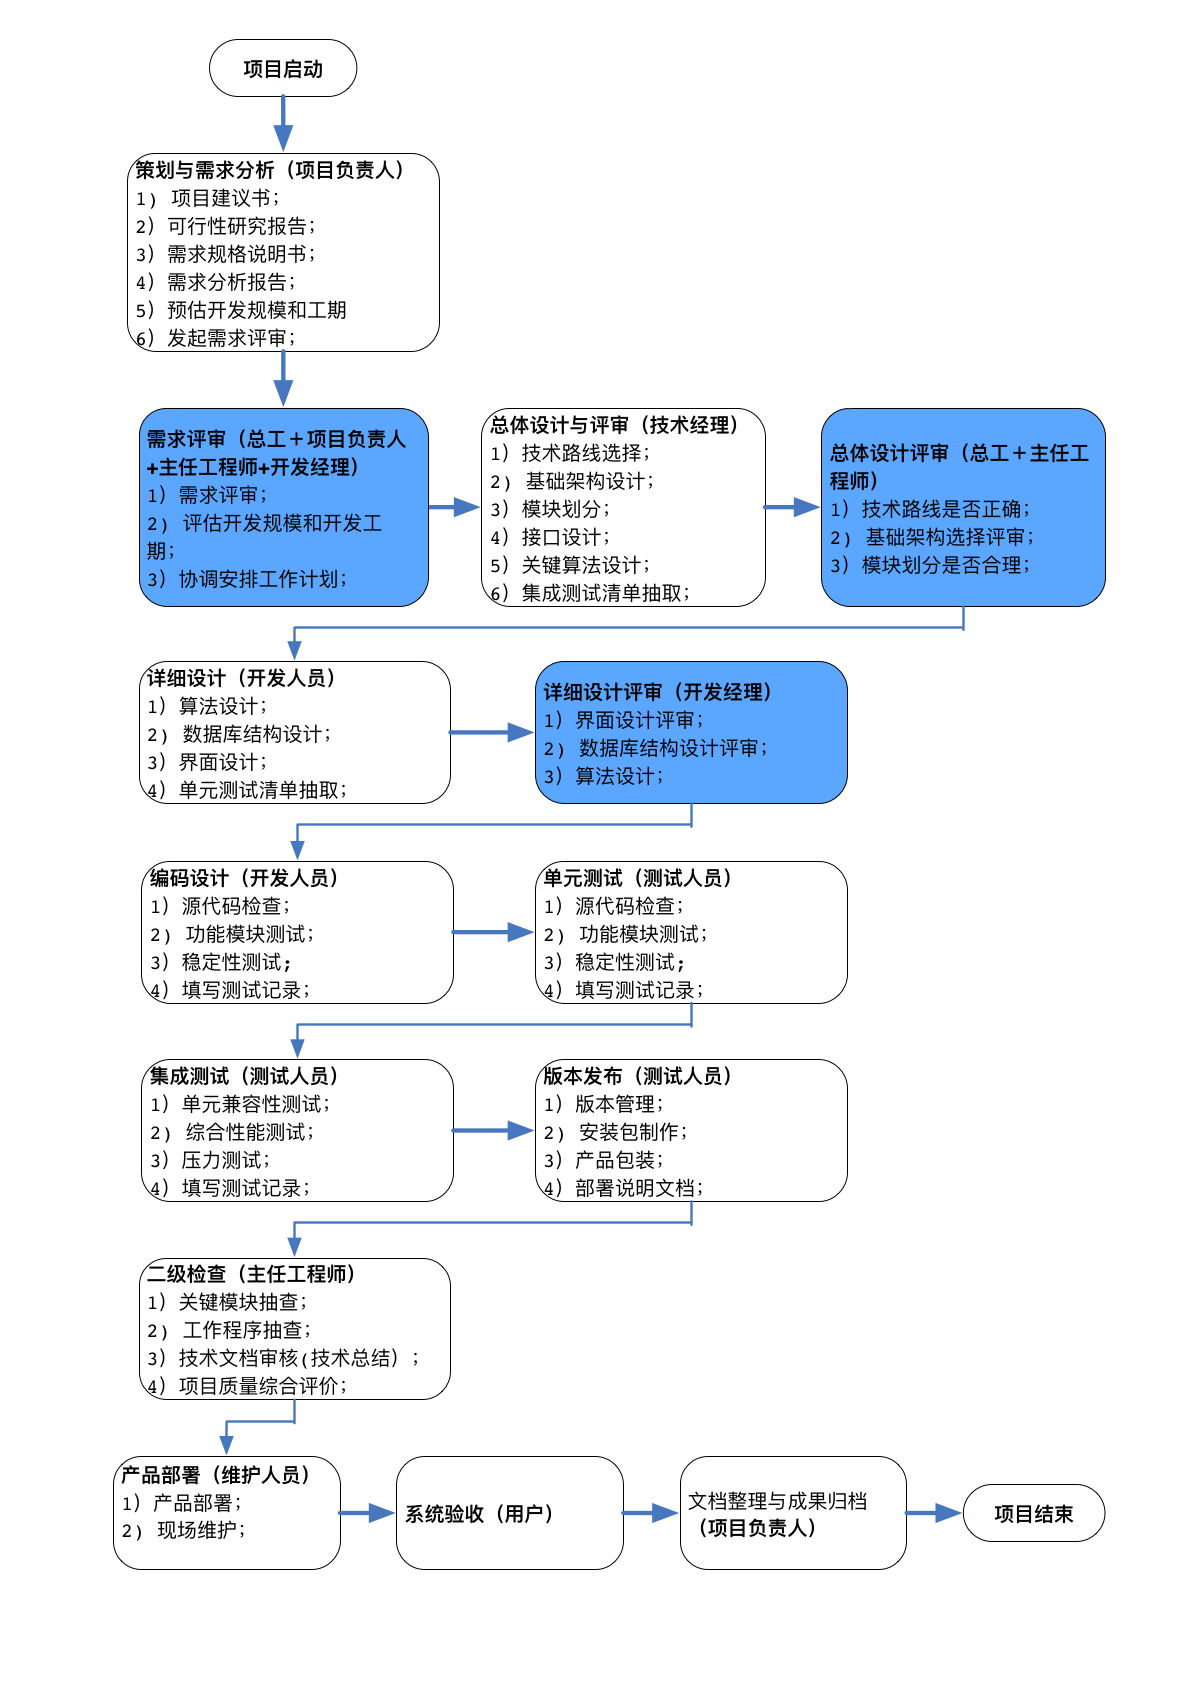 项目启动
策划与需求分析（项目负责人）
1) 项目建议书；
2）可行性研究报告；
3）需求规格说明书；
4）需求分析报告；
5）预估开发规模和工期
6）发起需求评审；
需求评审（总工＋项目负责人
+主任工程师+开发经理）
1）需求评审；
2) 评估开发规模和开发工
期；
3）协调安排工作计划；
总体设计与评审（技术经理）
1）技术路线选择；
2) 基础架构设计；
3）模块划分；
4）接口设计；
5）关键算法设计；
6）集成测试清单抽取；
总体设计评审（总工＋主任工
程师）
1）技术路线是否正确；
2) 基础架构选择评审；
3）模块划分是否合理；
详细设计（开发人员）
1）算法设计；
2) 数据库结构设计；
3）界面设计；
4）单元测试清单抽取；
详细设计评审（开发经理）
1）界面设计评审；
2) 数据库结构设计评审；
3）算法设计；
编码设计（开发人员）
1）源代码检查；
2) 功能模块测试；
3）稳定性测试；
4）填写测试记录；
单元测试（测试人员）
1）源代码检查；
2) 功能模块测试；
3）稳定性测试；
4）填写测试记录；
集成测试（测试人员）
1）单元兼容性测试；
2) 综合性能测试；
3）压力测试；
4）填写测试记录；
版本发布（测试人员）
1）版本管理；
2) 安装包制作；
3）产品包装；
4）部署说明文档；
二级检查（主任工程师）
1）关键模块抽查；
2) 工作程序抽查；
3）技术文档审核(技术总结）；
4）项目质量综合评价；
产品部署（维护人员）
1）产品部署；
2) 现场维护；
系统验收（用户）
文档整理与成果归档
（项目负责人）
项目结束